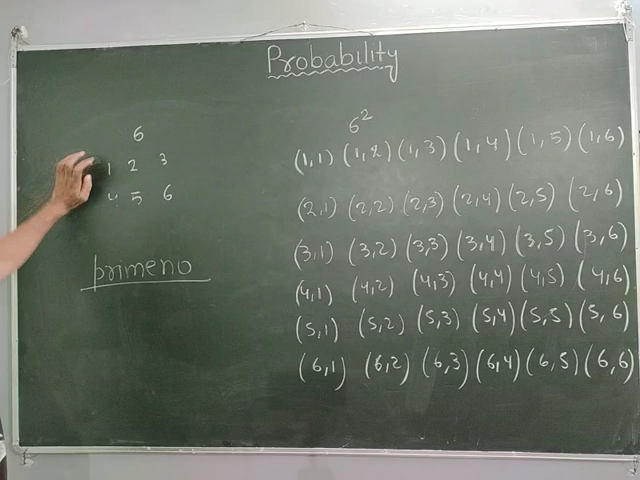 Probability
6
1 2 3
4 5 6
primeno
6²
(1,1) (1,2) (1,3) (1,4) (1,5) (1,6)
(2,1) (2,2) (2,3) (2,4) (2,5) (2,6)
(3,1) (3,2) (3,3) (3,4) (3,5) (3,6)
(4,1) (4,2) (4,3) (4,4) (4,5) (4,6)
(5,1) (5,2) (5,3) (5,4) (5,5) (5,6)
(6,1) (6,2) (6,3) (6,4) (6,5) (6,6)